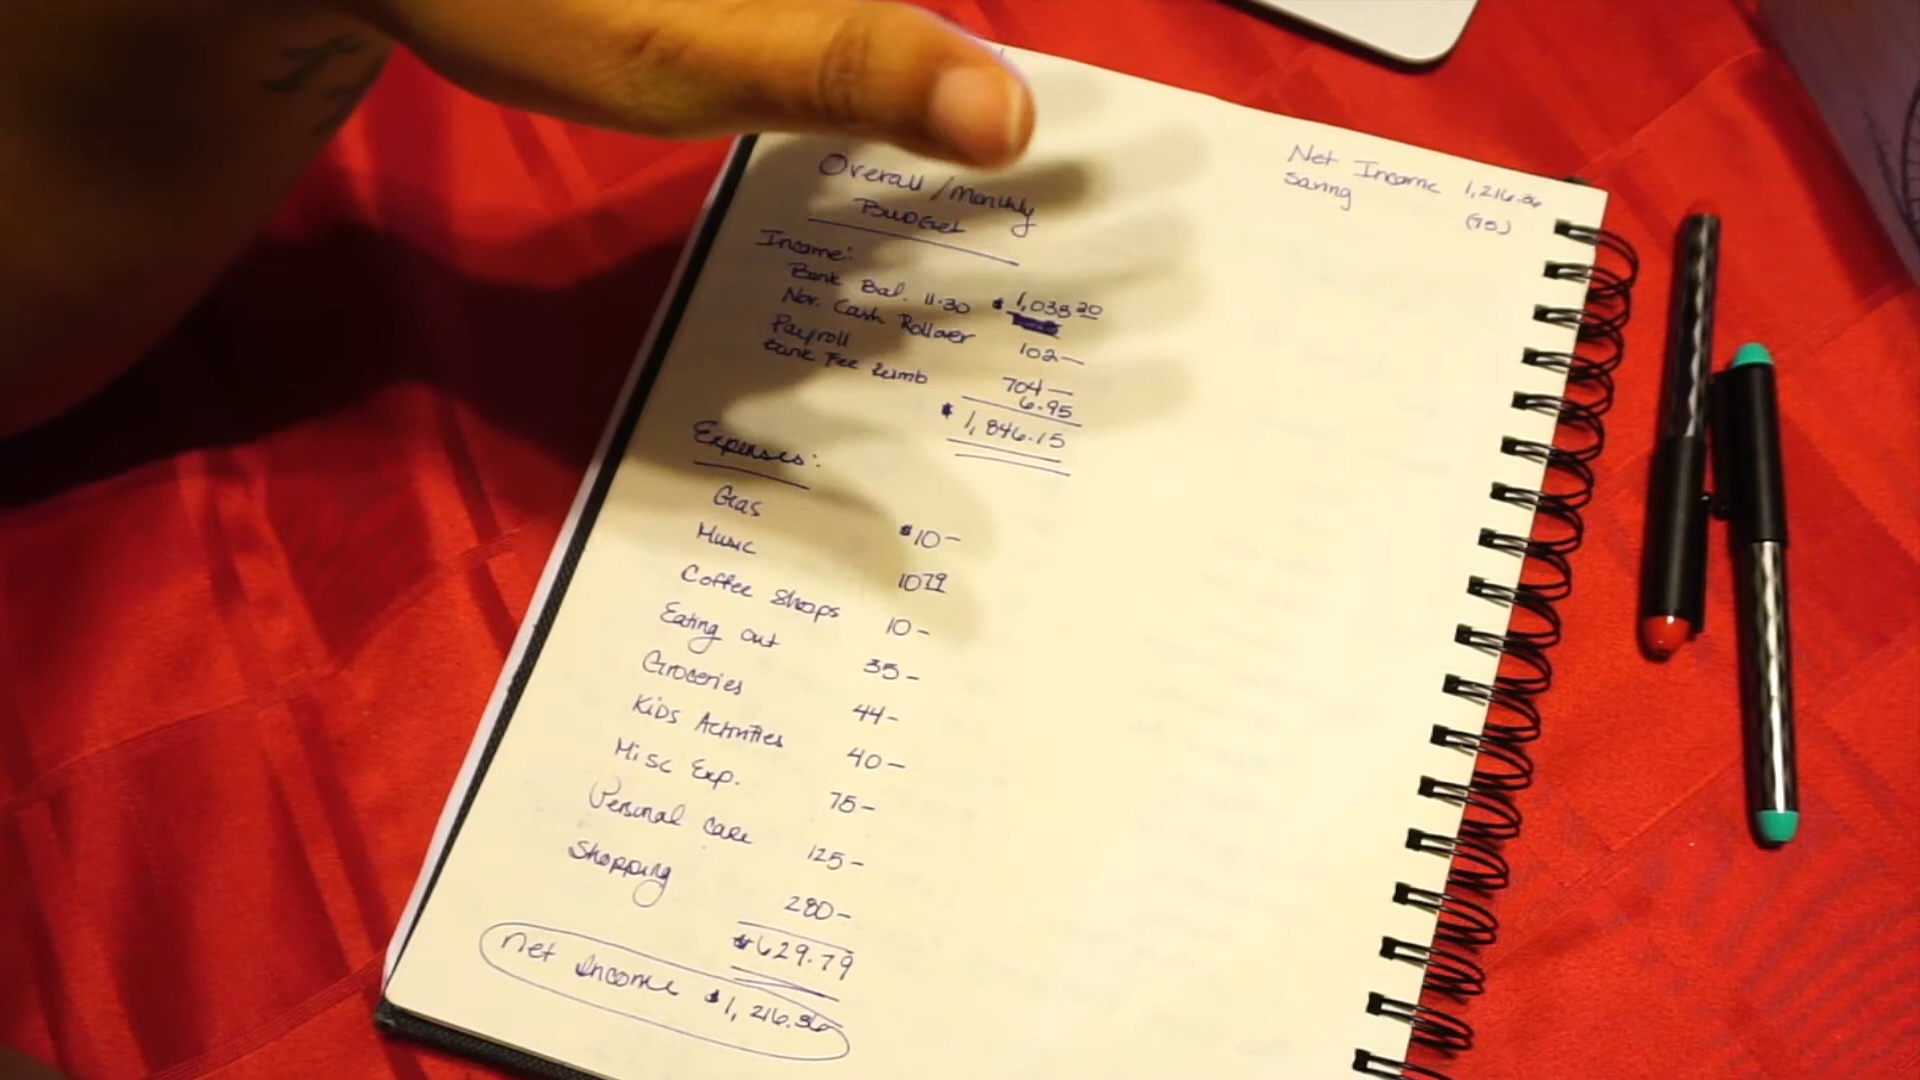 Overall/Monthly
Budget
Income:
Bank Bal. 11.30 $ 1,038 20
Nov. Cash Rollover 102—
Payroll 704—
Bank Fee Reimb 6.95
$ 1,846.15
Expenses:
Gas $10—
Music 10 79
Coffee Shops 10-
Eating out 35-
Groceries 44-
Kids Activities 40—
Misc Exp. 75-
Personal Care 125-
Shopping 280-
$629.79
Net Income $1,216.36
Net Income 1,216.36
Saving (70)